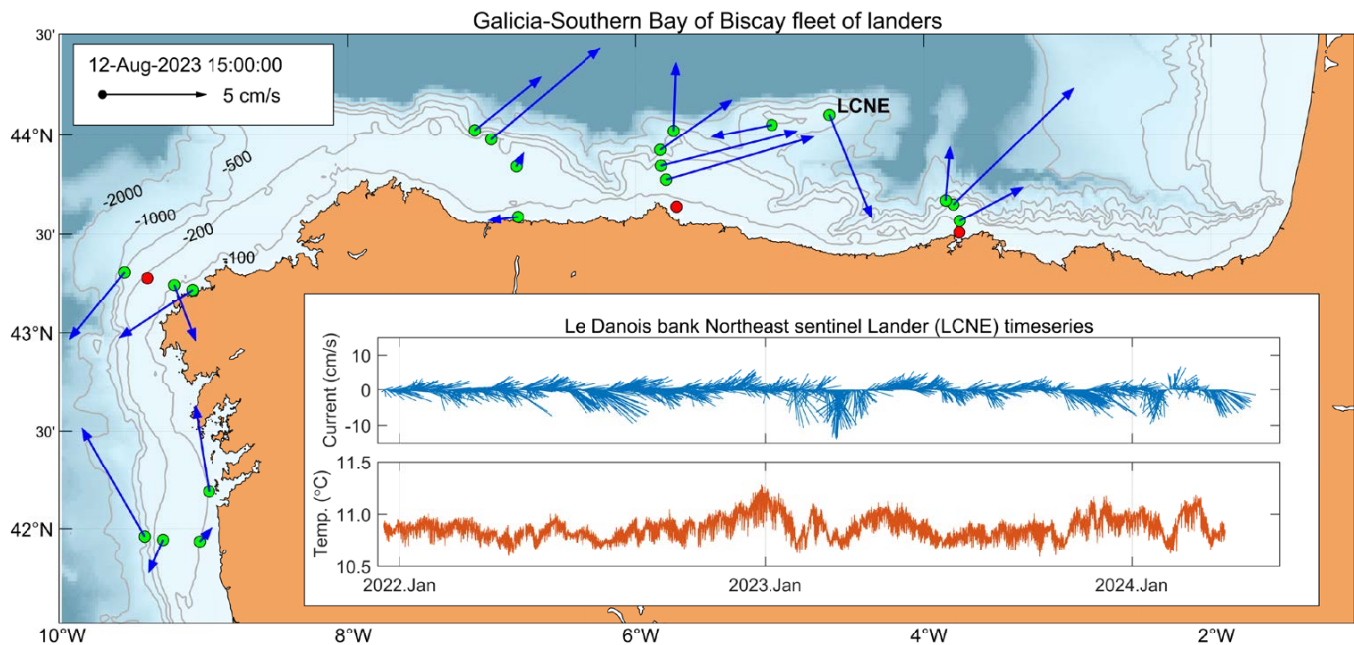 Galicia-Southern Bay of Biscay fleet of landers
30'
12-Aug-2023 15:00:00
5 cm/s
LCNE
44°N
-500
-2000
-1000
-200
30'
-100
43°N
Le Danois bank Northeast sentinel Lander (LCNE) timeseries
Current (cm/s)
10
0
-10
30'
Temp. (°C)
11.5
11.0
10.5
42°N
2022.Jan
2023.Jan
2024.Jan
10°W
8°W
6°W
4°W
2°W